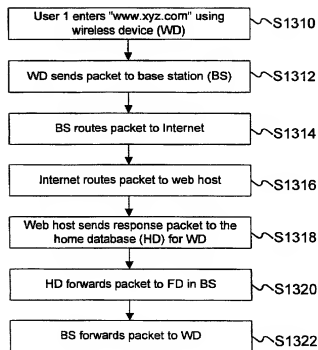 User 1 enters "www.xyz.com" using
wireless device (WD)
S1310
WD sends packet to base station (BS)
S1312
BS routes packet to Internet
S1314
Internet routes packet to web host
S1316
Web host sends response packet to the
home database (HD) for WD
S1318
HD forwards packet to FD in BS
S1320
BS forwards packet to WD
S1322